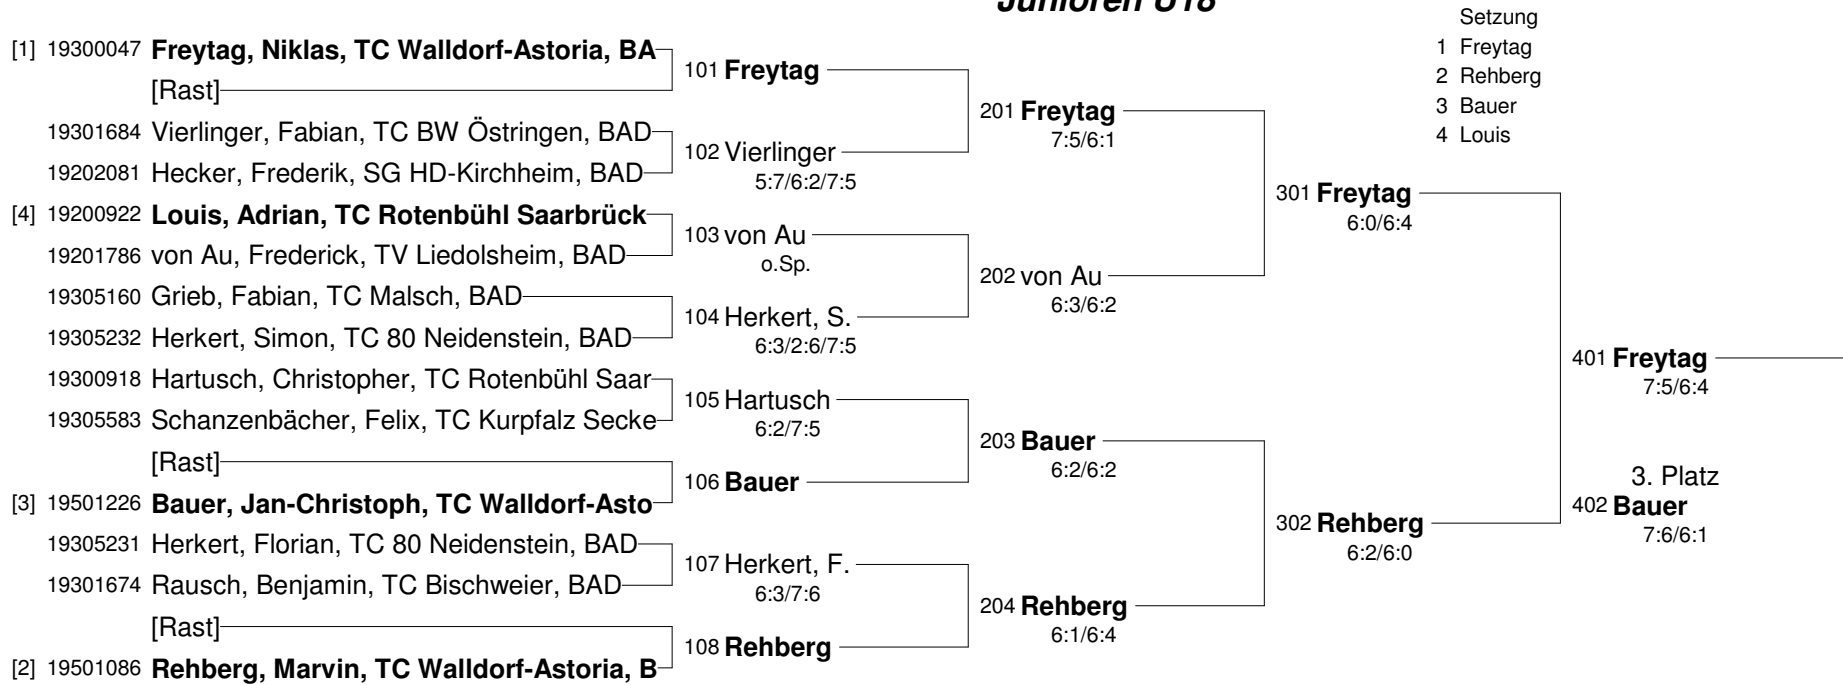 Junioren U18
Setzung
1 Freytag
2 Rehberg
3 Bauer
4 Louis
[1] 19300047 Freytag, Niklas, TC Walldorf-Astoria, BA
[Rast]
19301684 Vierlinger, Fabian, TC BW Östringen, BAD
19202081 Hecker, Frederik, SG HD-Kirchheim, BAD
[4] 19200922 Louis, Adrian, TC Rotenbühl Saarbrück
19201786 von Au, Frederick, TV Liedolsheim, BAD
19305160 Grieb, Fabian, TC Malsch, BAD
19305232 Herkert, Simon, TC 80 Neidenstein, BAD
19300918 Hartusch, Christopher, TC Rotenbühl Saar
19305583 Schanzenbächer, Felix, TC Kurpfalz Secke
[Rast]
[3] 19501226 Bauer, Jan-Christoph, TC Walldorf-Asto
19305231 Herkert, Florian, TC 80 Neidenstein, BAD
19301674 Rausch, Benjamin, TC Bischweier, BAD
[Rast]
[2] 19501086 Rehberg, Marvin, TC Walldorf-Astoria, B
101 Freytag
102 Vierlinger
5:7/6:2/7:5
103 von Au
o.Sp.
104 Herkert, S.
6:3/2:6/7:5
105 Hartusch
6:2/7:5
106 Bauer
107 Herkert, F.
6:3/7:6
108 Rehberg
201 Freytag
7:5/6:1
202 von Au
6:3/6:2
203 Bauer
6:2/6:2
204 Rehberg
6:1/6:4
301 Freytag
6:0/6:4
302 Rehberg
6:2/6:0
401 Freytag
7:5/6:4
3. Platz
402 Bauer
7:6/6:1